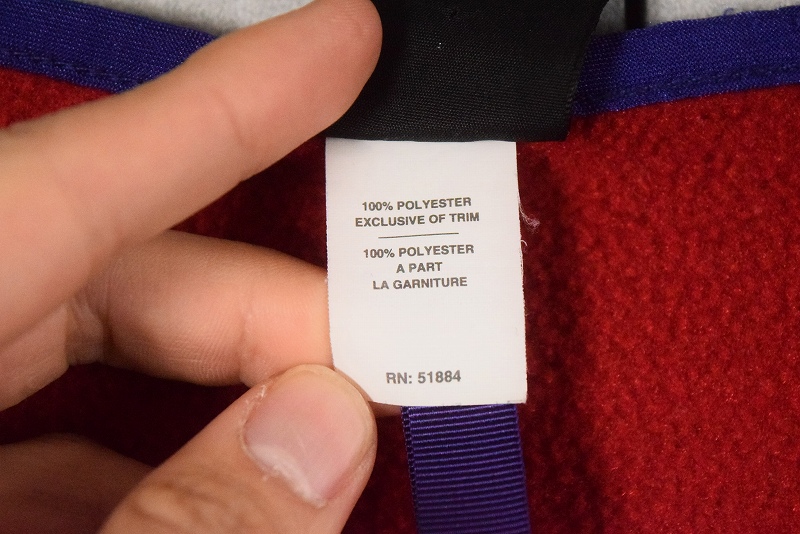 100% POLYESTER
EXCLUSIVE OF TRIM
100% POLYESTER
A PART
LA GARNITURE
RN: 51884